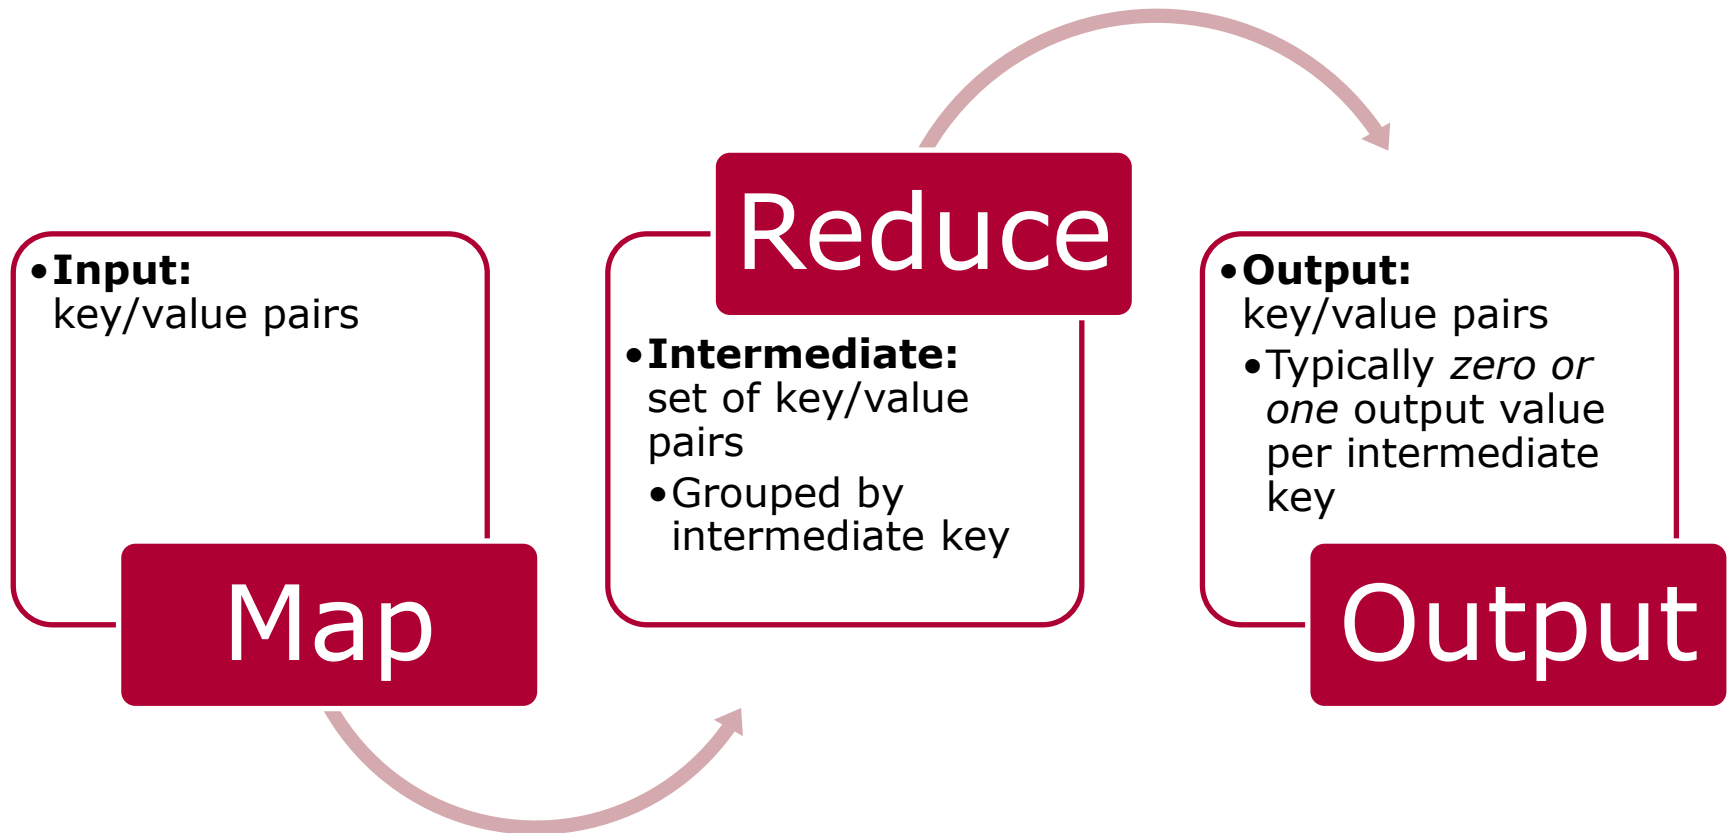 •Input:
key/value pairs
Map
Reduce
•Intermediate:
set of key/value
pairs
•Grouped by
intermediate key
•Output:
key/value pairs
•Typically zero or
one output value
per intermediate
key
Output